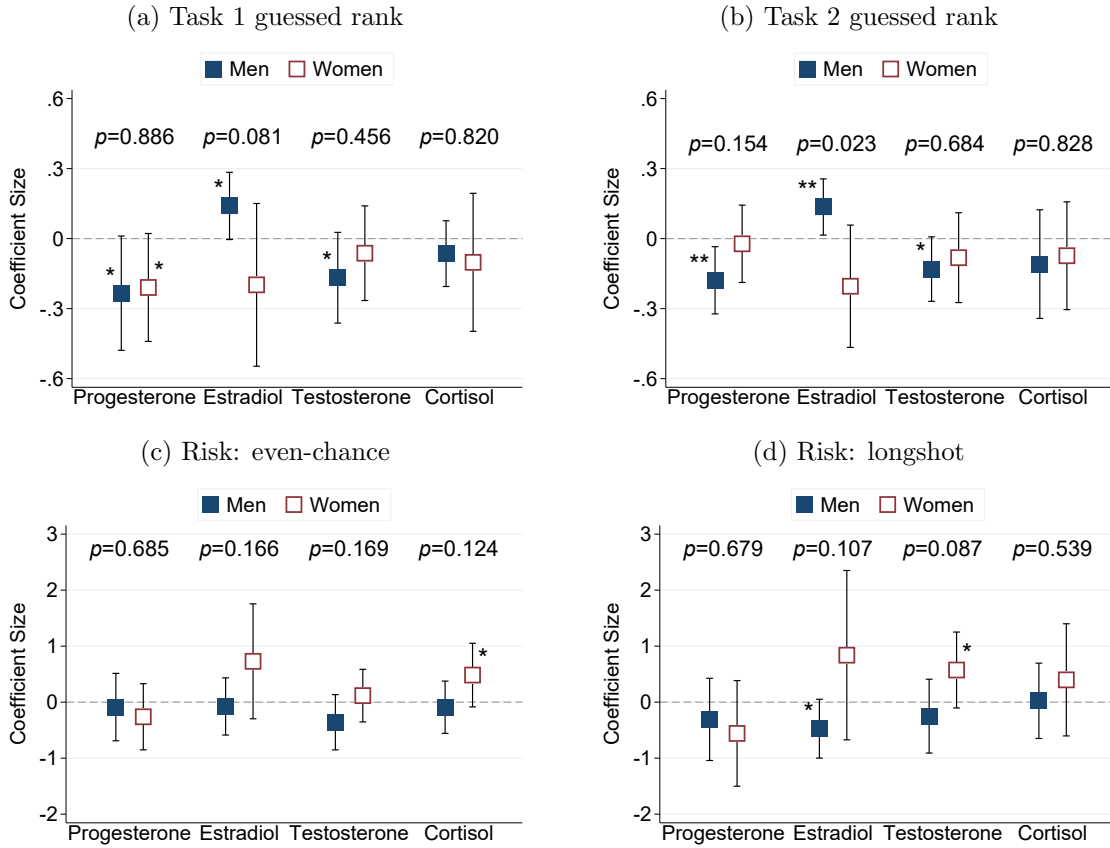 (a) Task 1 guessed rank
Men Women
.6
.3
0
-.3
-.6
Coefficient Size
p=0.886 p=0.081 p=0.456 p=0.820
* * * *
Progesterone Estradiol Testosterone Cortisol
(b) Task 2 guessed rank
Men Women
.6
.3
0
-.3
-.6
Coefficient Size
p=0.154 p=0.023 p=0.684 p=0.828
** ** *
Progesterone Estradiol Testosterone Cortisol
(c) Risk: even-chance
Men Women
3
2
1
0
-1
-2
Coefficient Size
p=0.685 p=0.166 p=0.169 p=0.124
*
Progesterone Estradiol Testosterone Cortisol
(d) Risk: longshot
Men Women
3
2
1
0
-1
-2
Coefficient Size
p=0.679 p=0.107 p=0.087 p=0.539
* *
Progesterone Estradiol Testosterone Cortisol